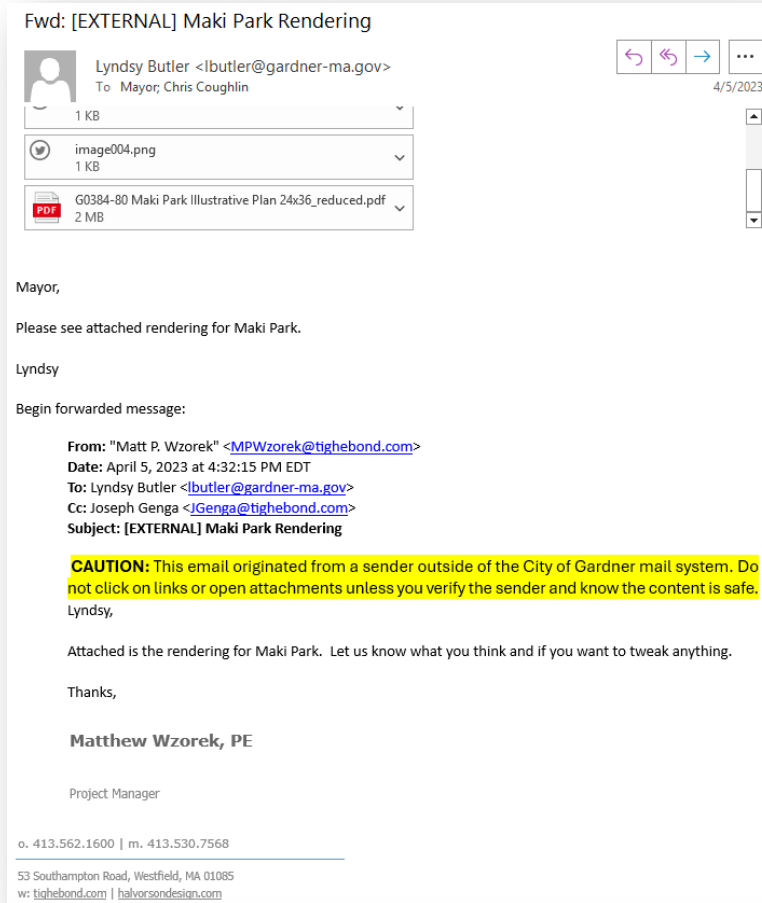 Fwd: [EXTERNAL] Maki Park Rendering
Lyndsy Butler <lbutler@gardner-ma.gov>
To Mayor; Chris Coughlin
4/5/2023
1 KB
image004.png
1 KB
PDF
G0384-80 Maki Park Illustrative Plan 24x36_reduced.pdf
2 MB
Mayor,
Please see attached rendering for Maki Park.
Lyndsy
Begin forwarded message:
From: "Matt P. Wzorek" <MPWzorek@tighebond.com>
Date: April 5, 2023 at 4:32:15 PM EDT
To: Lyndsy Butler <lbutler@gardner-ma.gov>
Cc: Joseph Genga <JGenga@tighebond.com>
Subject: [EXTERNAL] Maki Park Rendering
CAUTION: This email originated from a sender outside of the City of Gardner mail system. Do
not click on links or open attachments unless you verify the sender and know the content is safe.
Lyndsy,
Attached is the rendering for Maki Park. Let us know what you think and if you want to tweak anything.
Thanks,
Matthew Wzorek, PE
Project Manager
o. 413.562.1600 | m. 413.530.7568
53 Southampton Road, Westfield, MA 01085
w: tighebond.com | halvorsondesign.com